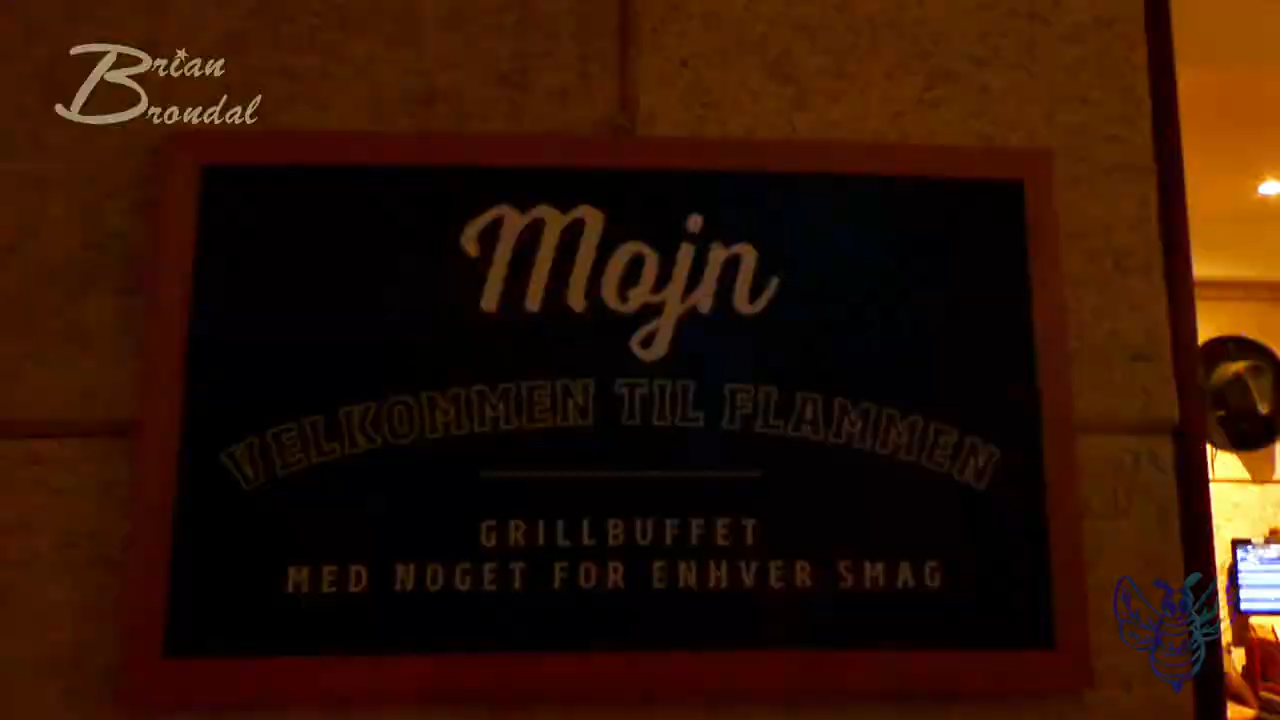 Brian
Brondal
Mojn
VELKOMMEN TIL FLAMMEN
GRILLBUFFET
MED NOGET FOR ENHVER SMAG